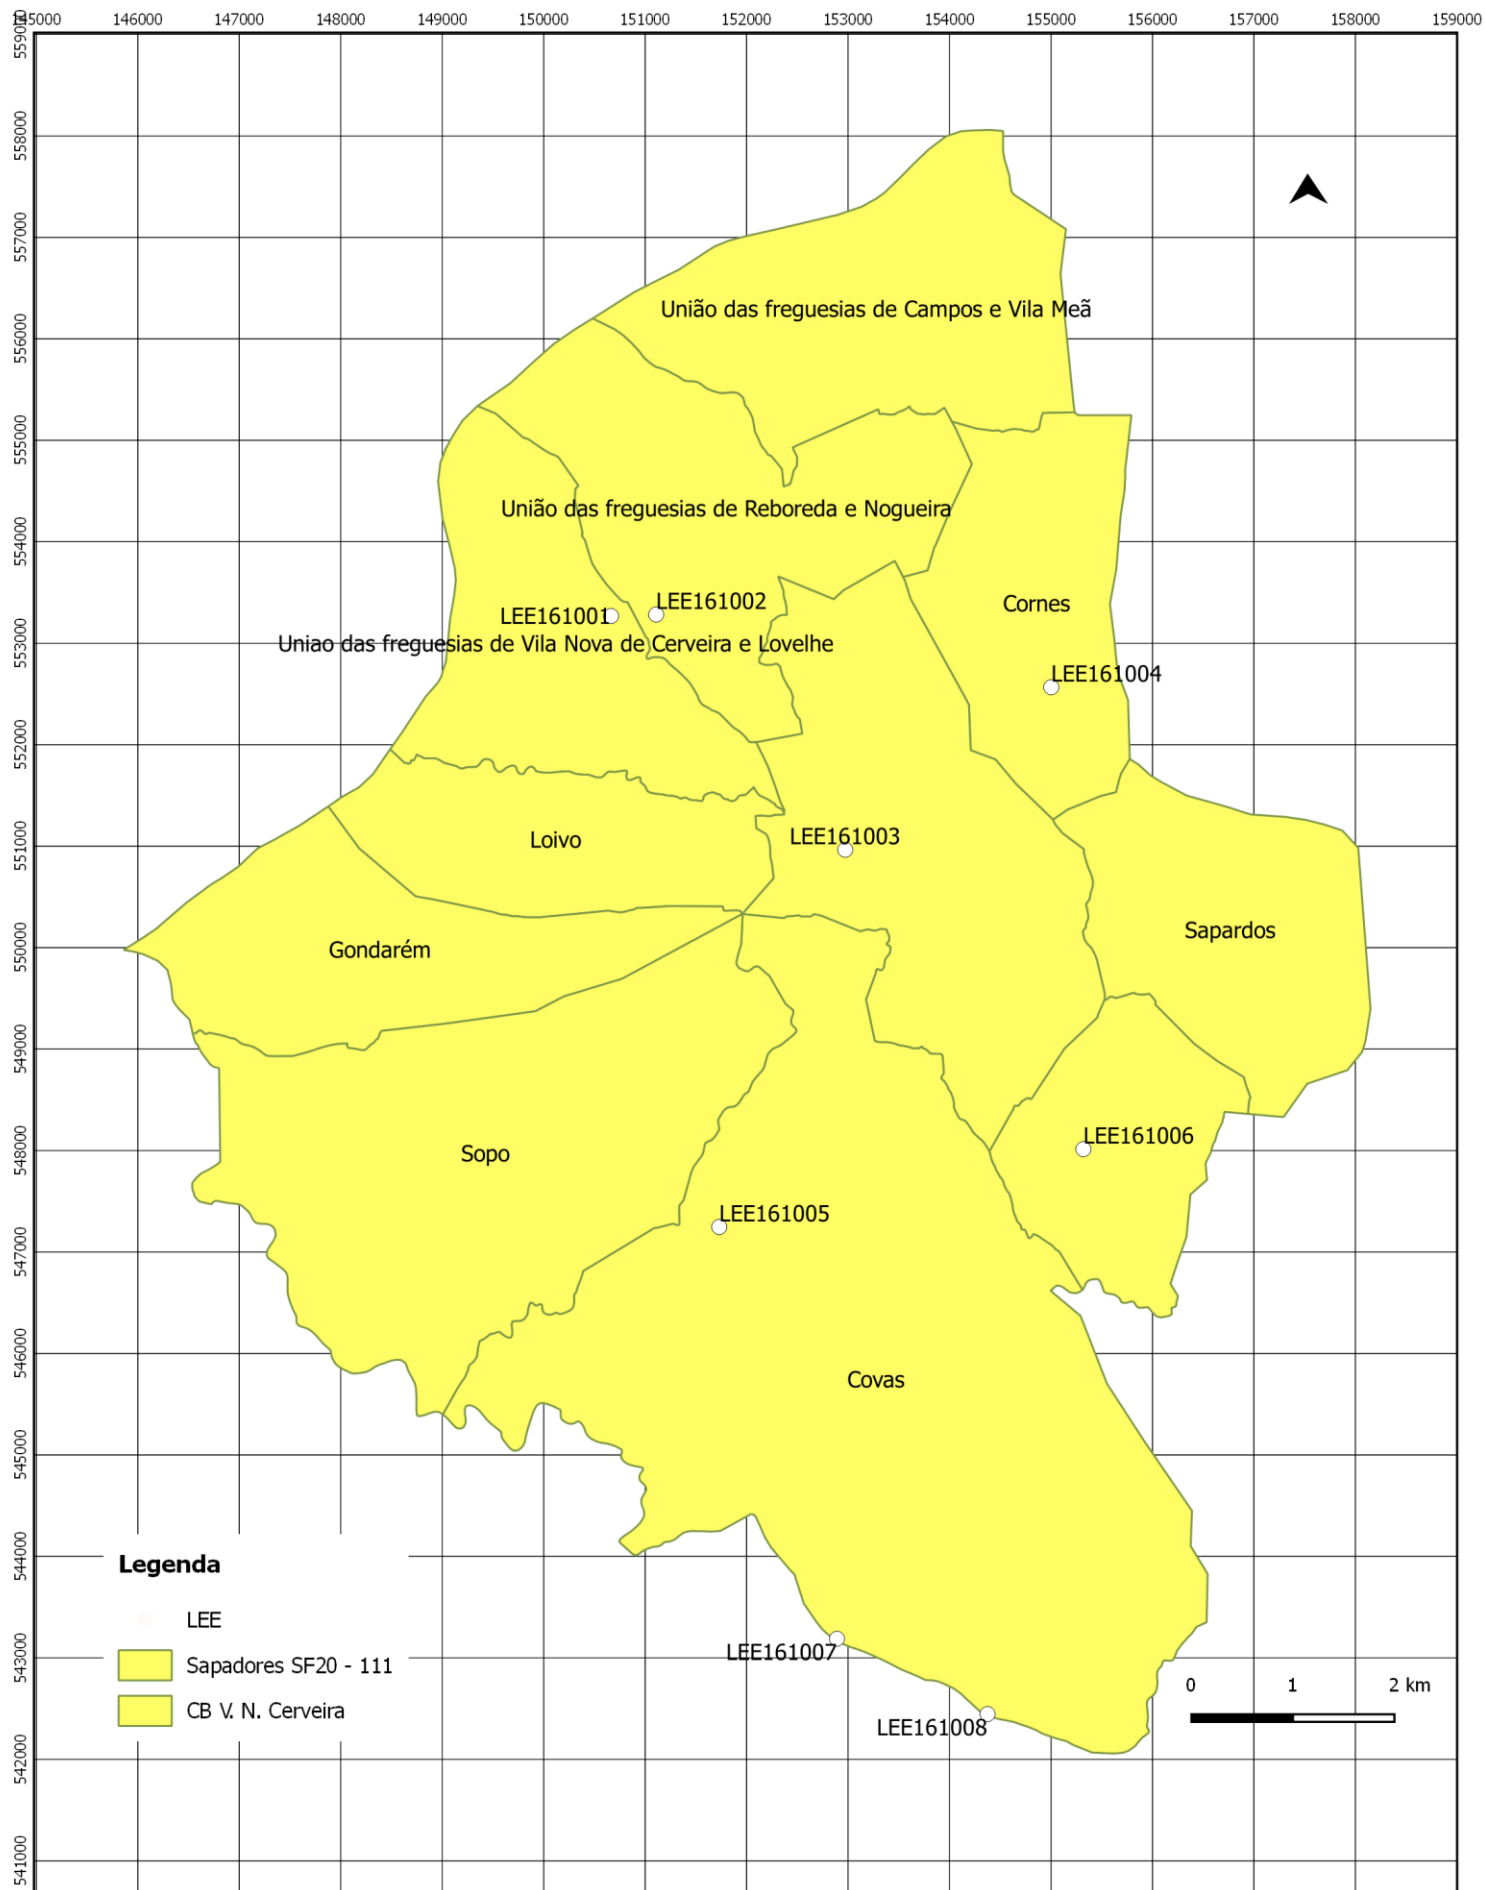 145000 146000 147000 148000 149000 150000 151000 152000 153000 154000 155000 156000 157000 158000 159000
559000
558000
557000
556000
555000
554000
553000
552000
551000
550000
549000
548000
547000
546000
545000
544000
543000
542000
541000
União das freguesias de Campos e Vila Meã
União das freguesias de Reboreda e Nogueira
Cornes
LEE161002
LEE161001
Uniao das freguesias de Vila Nova de Cerveira e Lovelhe
LEE161004
LEE161003
Loivo
Sapardos
Gondarém
LEE161006
Sopo
LEE161005
Covas
LEE161007
LEE161008
Legenda
LEE
Sapadores SF20 - 111
CB V. N. Cerveira
0 1 2 km